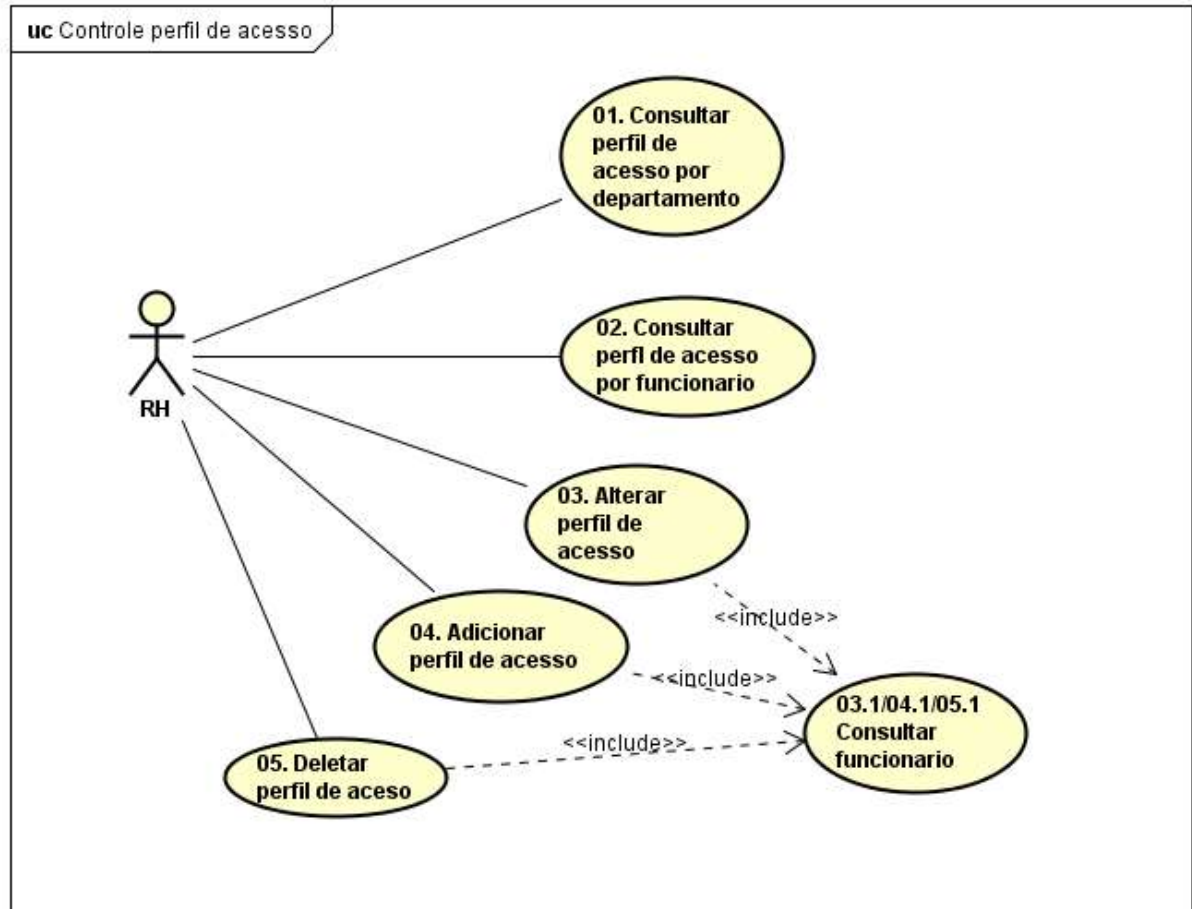 uc Controle perfil de acesso
01. Consultar
perfil de
acesso por
departamento
02. Consultar
perfl de acesso
por funcionario
RH
03. Alterar
perfil de
acesso
<<include>>
04. Adicionar
perfil de acesso
<<include>>
03.1/04.1/05.1
Consultar
funcionario
<<include>>
05. Deletar
perfil de aceso